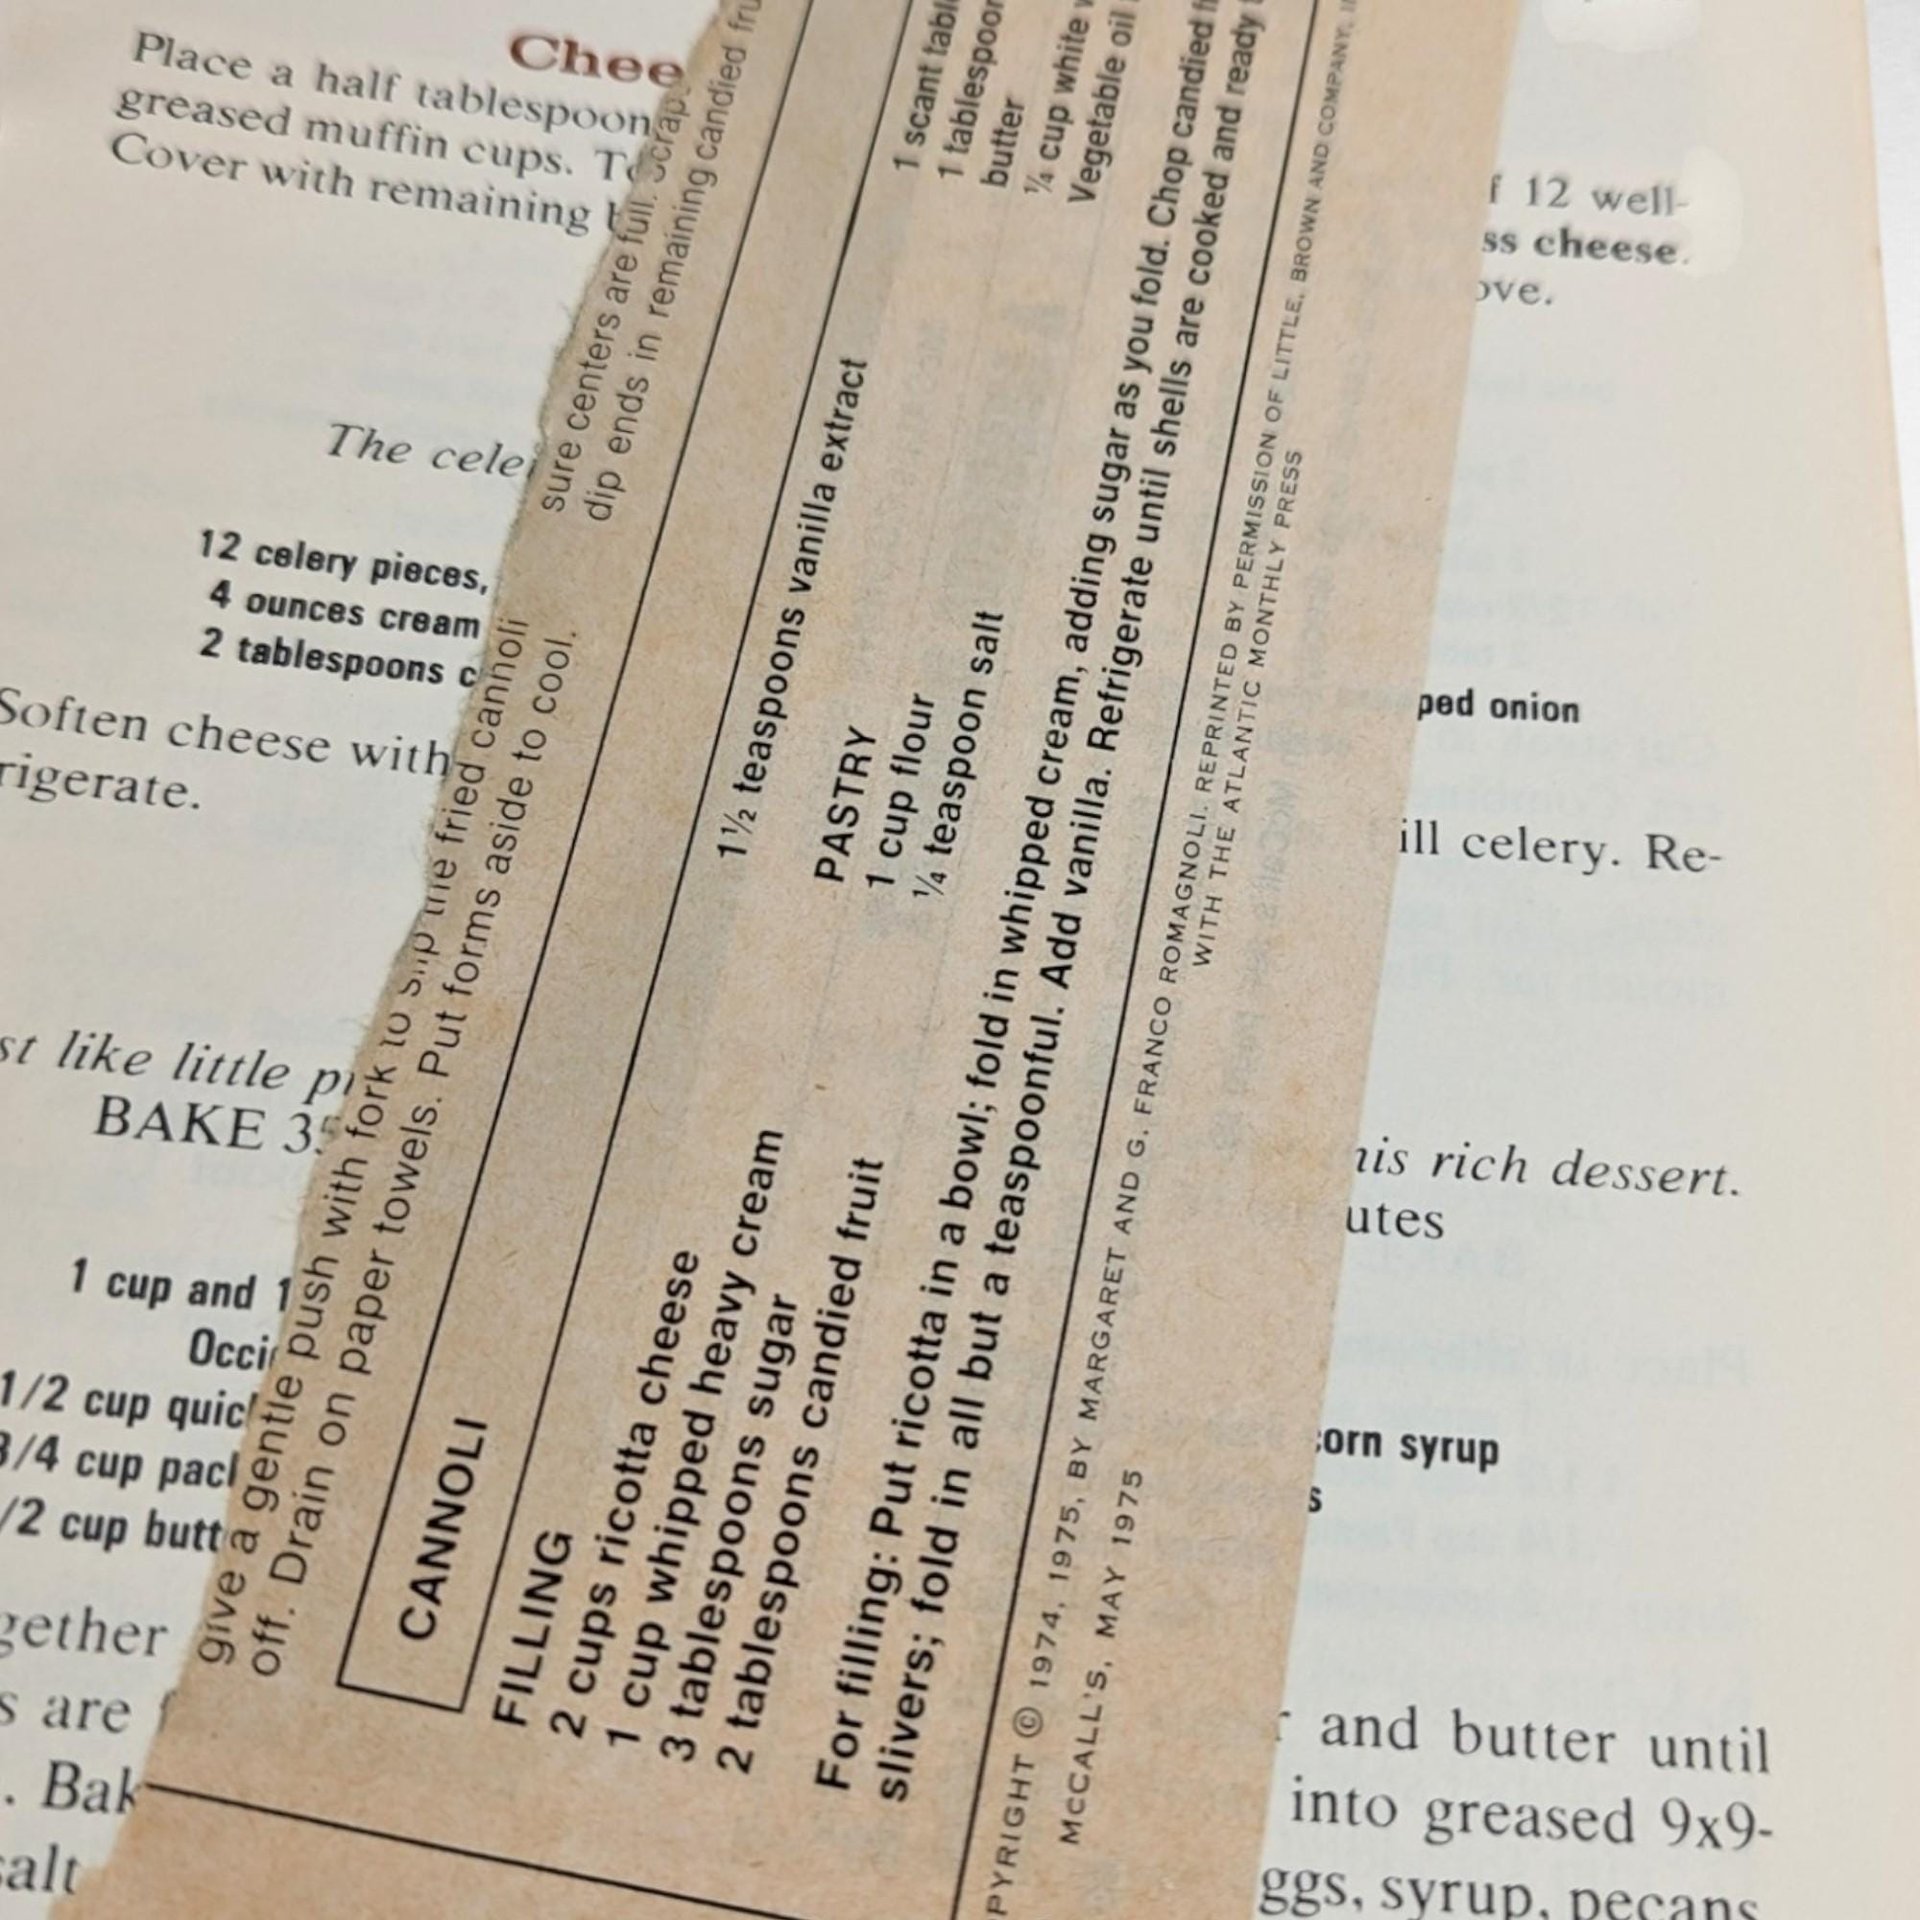 Chee
Place a half tablespoon
greased muffin cups.
Cover with remaining
f 12 well-
ss cheese.
ove.
The cele
12 celery pieces,
4 ounces cream
2 tablespoons c
ped onion
Soften cheese with
ill celery. Re-
rigerate.
st like little
his rich dessert.
BAKE 35
utes
1 cup and 1
corn syrup
Occi
s
1/2 cup quic
3/4 cup pac
/2 cup butt
gether
r and butter until
s are
into greased 9x9-
. Bak
ggs, syrup, pecans
salt
give a gentle push with fork to slip the fried cannoli
off. Drain on paper towels. Put forms aside to cool.
sure centers are full. Scrap
dip ends in remaining candied fru
CANNOLI
FILLING
2 cups ricotta cheese
1 cup whipped heavy cream
3 tablespoons sugar
2 tablespoons candied fruit
1½ teaspoons vanilla extract
PASTRY
1 cup flour
¼ teaspoon salt
1 scant tabl
1 tablespoon
butter
¼ cup white
Vegetable oil
For filling: Put ricotta in a bowl; fold in whipped cream, adding sugar as you fold. Chop candied
slivers; fold in all but a teaspoonful. Add vanilla. Refrigerate until shells are cooked and ready
PYRIGHT © 1974, 1975, BY MARGARET AND G. FRANCO ROMAGNOLI. REPRINTED BY PERMISSION OF LITTLE, BROWN AND COMPANY,
MCCALL'S, MAY 1975
WITH THE ATLANTIC MONTHLY PRESS